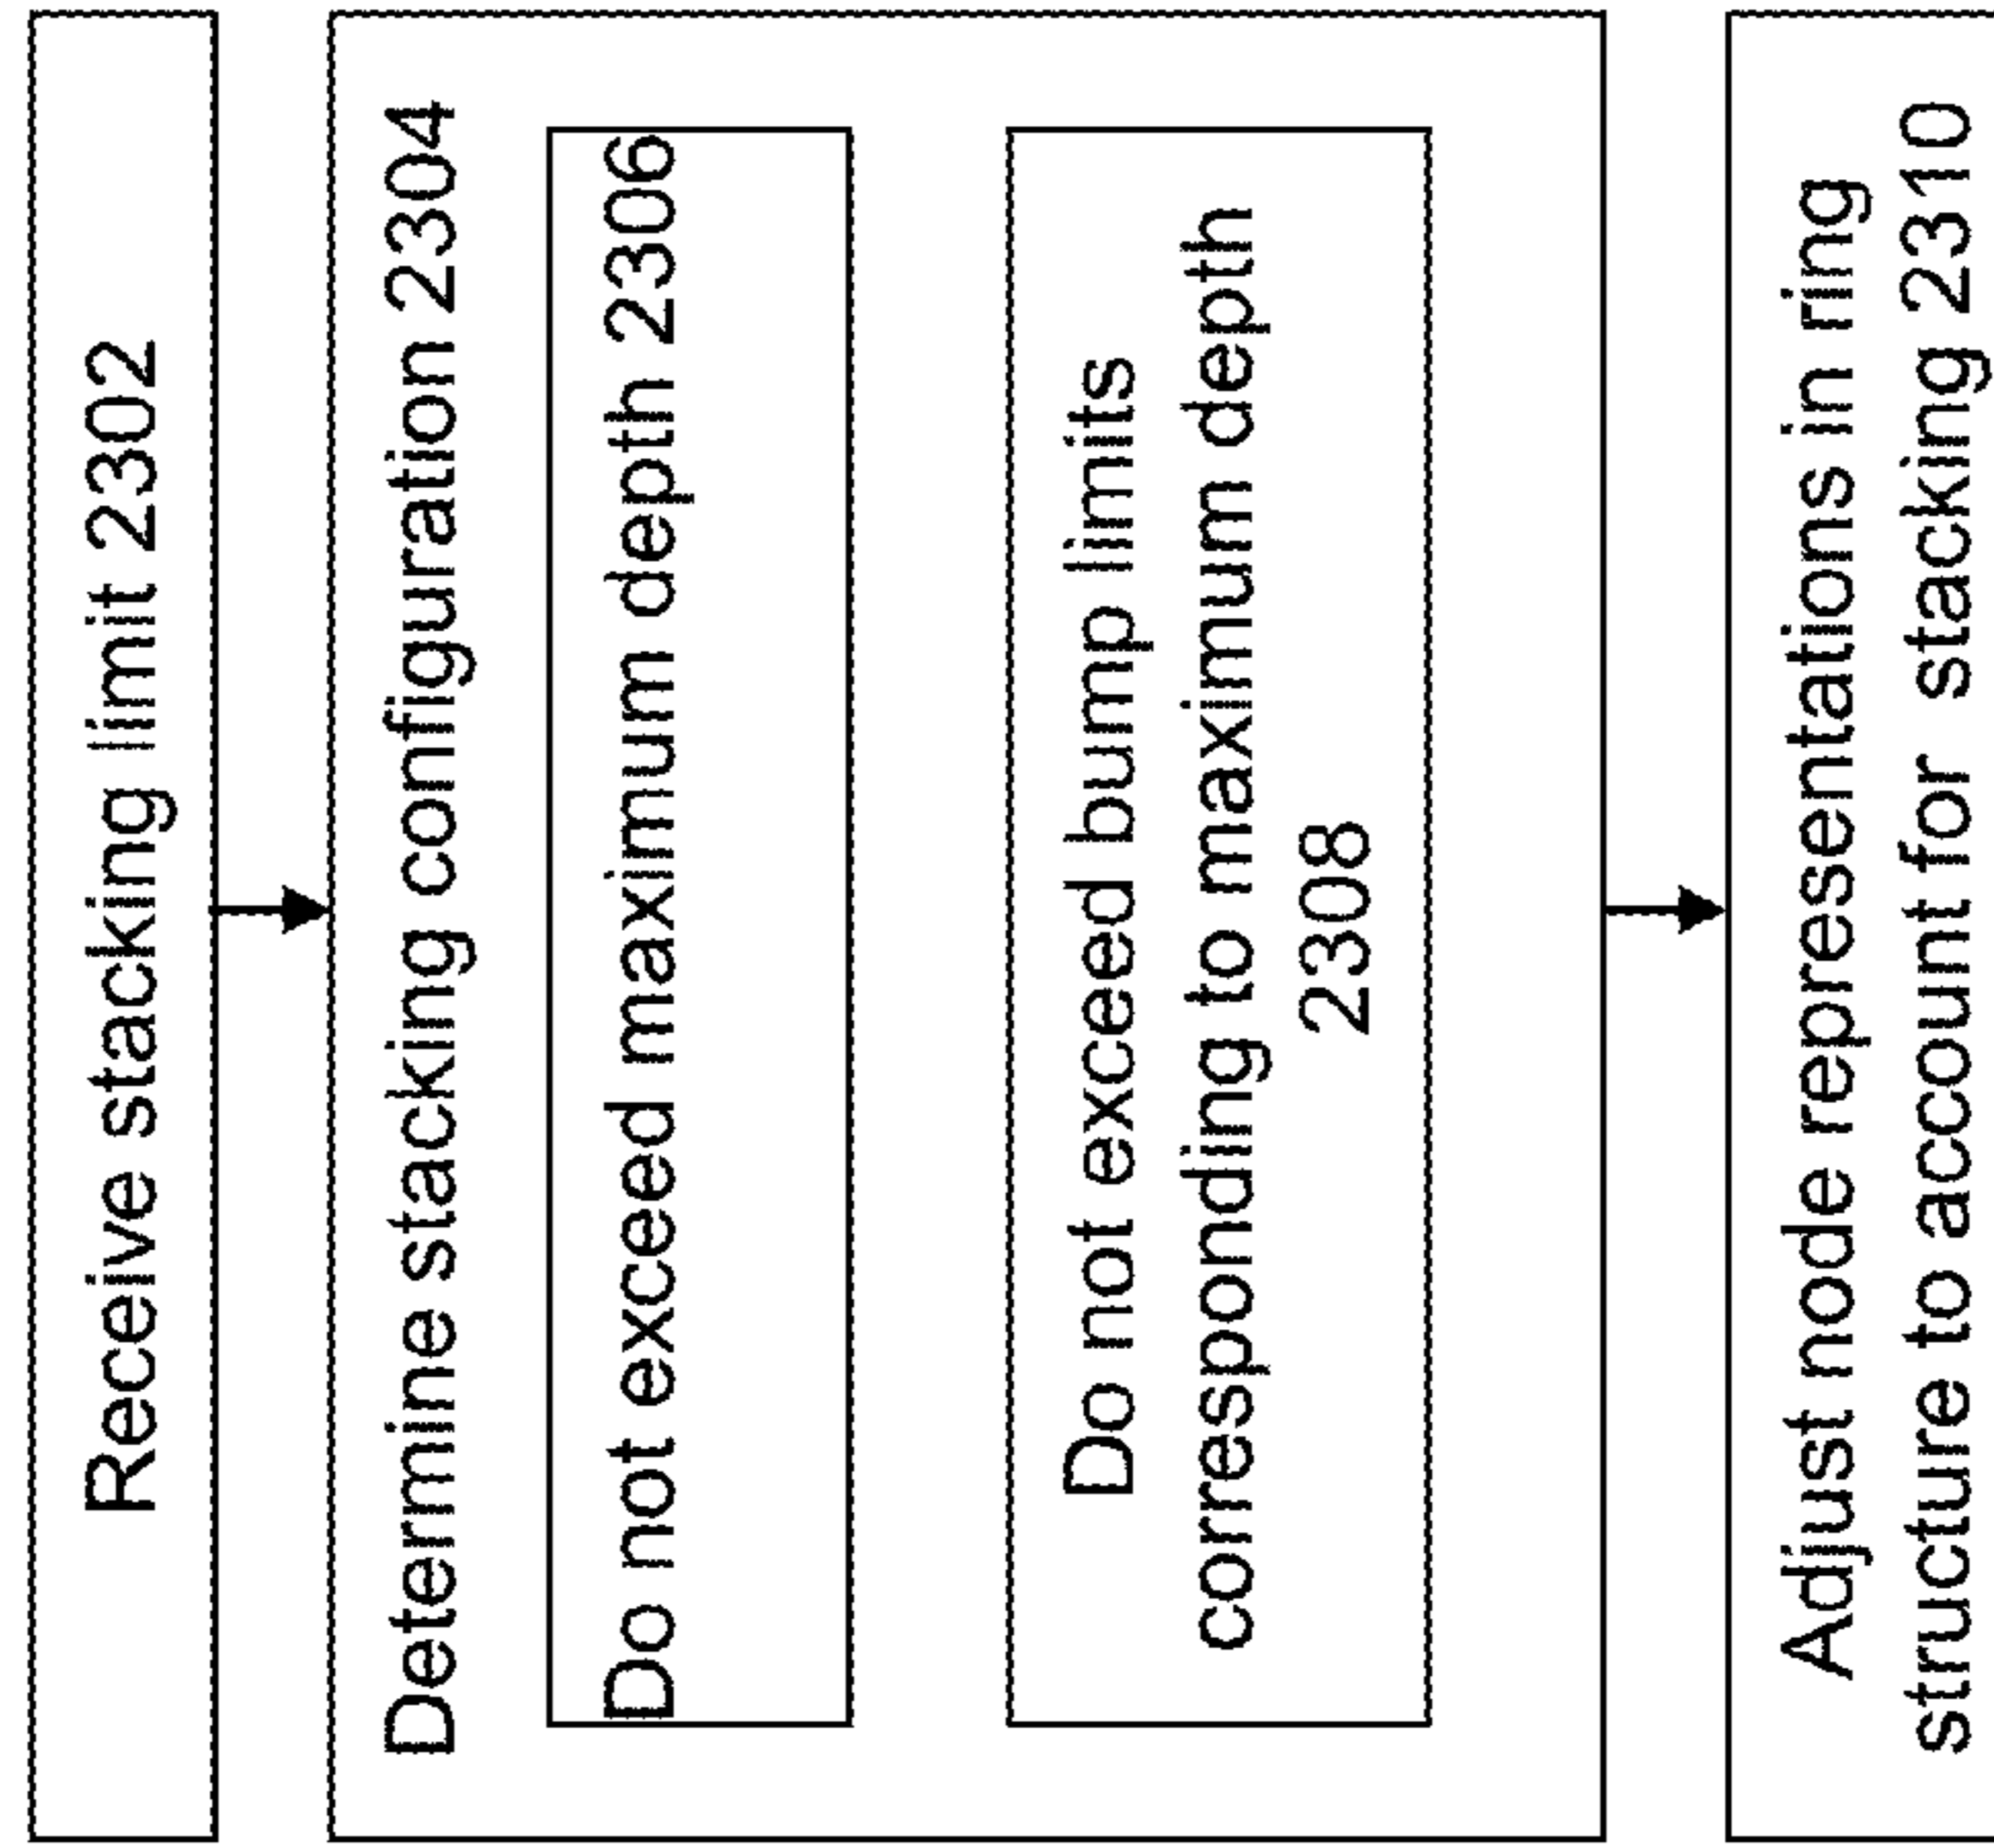 Receive stacking limit 2302
Determine stacking configuration 2304
Do not exceed maximum depth 2306
Do not exceed bump limits
corresponding to maximum depth
2308
Adjust node representations in ring
structure to account for stacking 2310